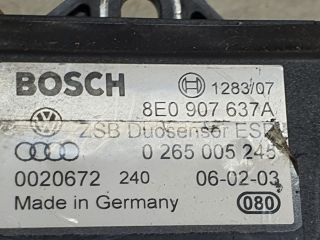 BOSCH 1283/07
8E0 907 637A
ZSB Duosensor ESP
0 265 005 245
0020672 240 06-02-03
Made in Germany 080